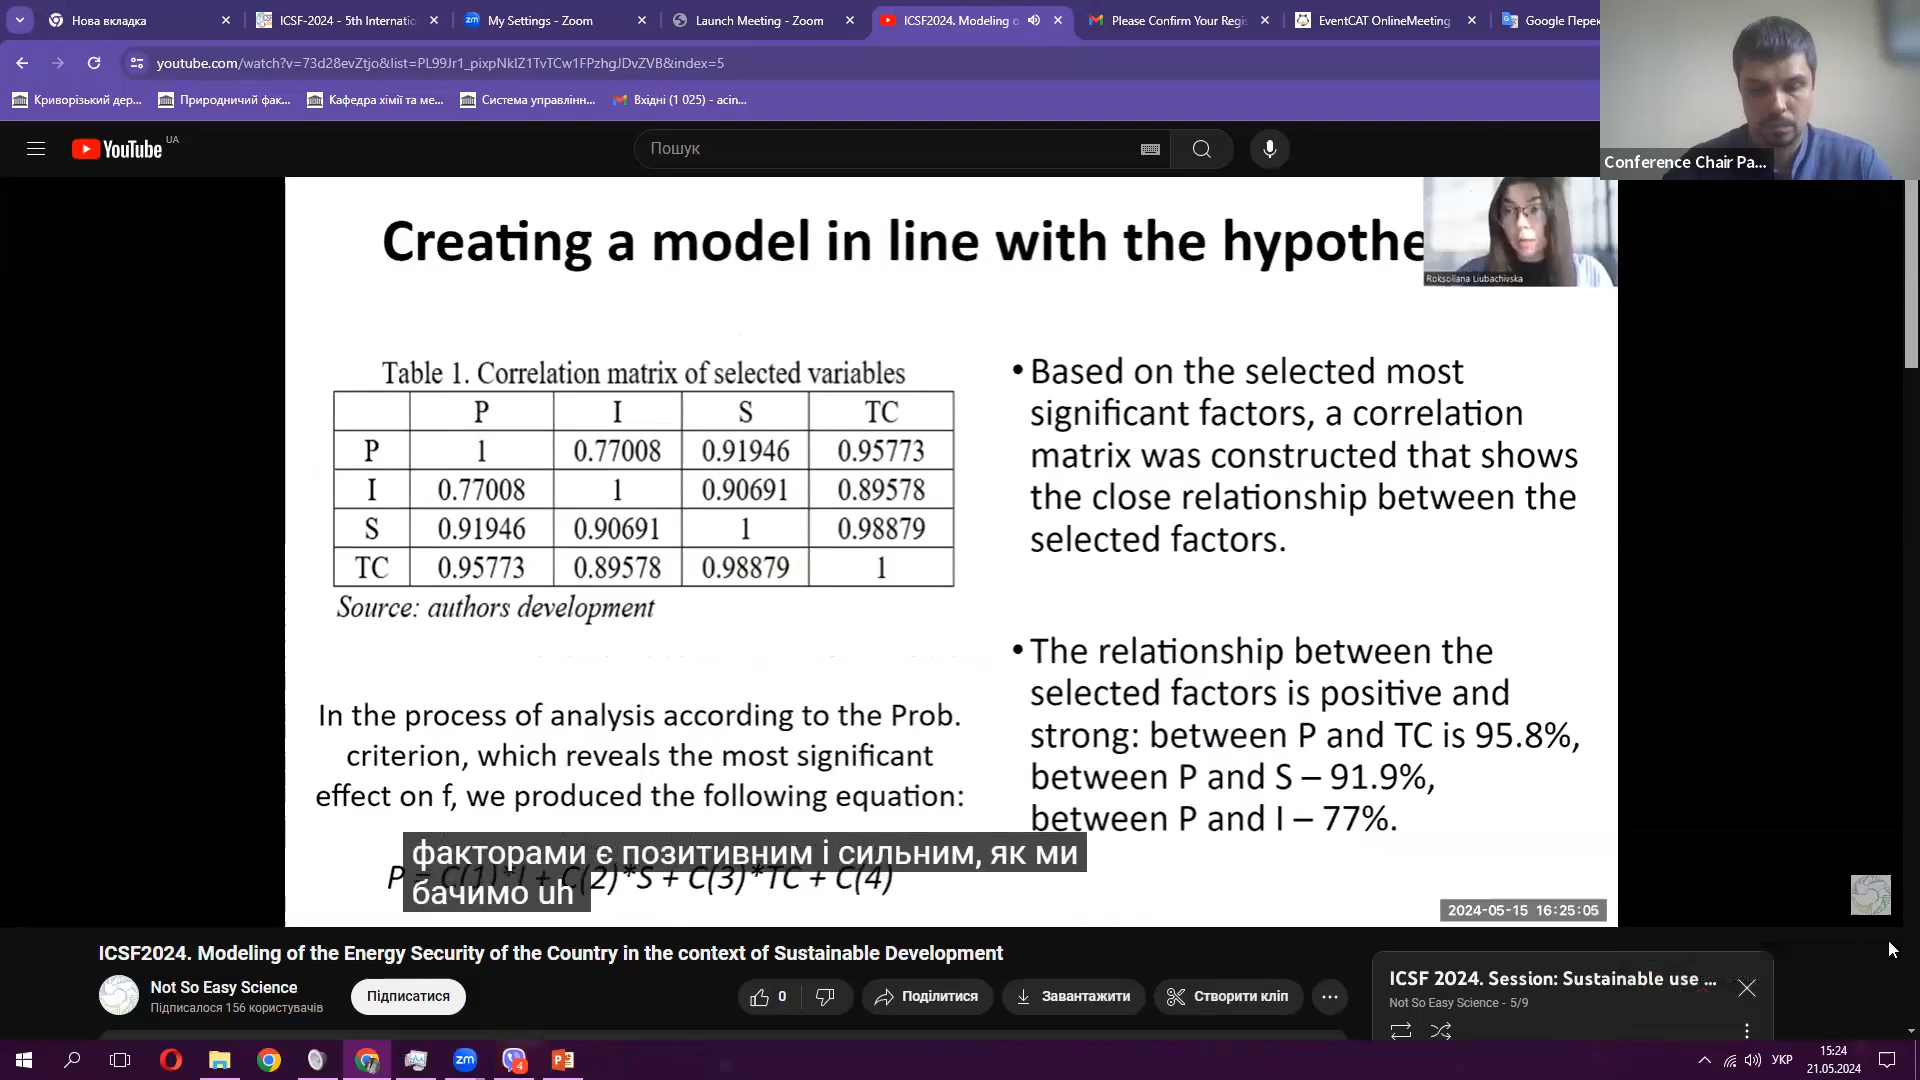 Нова вкладка
ICSF-2024 - 5th Internatio
My Settings - Zoom
Launch Meeting - Zoom
ICSF2024. Modeling o
Please Confirm Your Regis
EventCAT OnlineMeeting
Google Перек
youtube.com/watch?v=73d28evZtjo&list=PL99Jr1_pixpNklZ1TvTCw1FPzhgJDvZVB&index=5
Криворізький дер...
Природничий фак...
Кафедра хімії та ме...
Система управлінн...
Вхідні (1 025) - acin...
Conference Chair Pa...
YouTube UA
Пошук
Creating a model in line with the hypothe
Roksoliana Liubachivska
Table 1. Correlation matrix of selected variables
P I S TC
P 1 0.77008 0.91946 0.95773
I 0.77008 1 0.90691 0.89578
S 0.91946 0.90691 1 0.98879
TC 0.95773 0.89578 0.98879 1
Source: authors development
In the process of analysis according to the Prob.
criterion, which reveals the most significant
effect on f, we produced the following equation:
P = C(1)*I + C(2)*S + C(3)*TC + C(4)
•Based on the selected most
significant factors, a correlation
matrix was constructed that shows
the close relationship between the
selected factors.
•The relationship between the
selected factors is positive and
strong: between P and TC is 95.8%,
between P and S – 91.9%,
between P and I – 77%.
факторами є позитивним і сильним, як ми
бачимо uh
2024-05-15 16:25:05
ICSF2024. Modeling of the Energy Security of the Country in the context of Sustainable Development
Not So Easy Science
Підписалося 156 користувачів
Підписатися
0
Поділитися
Завантажити
Створити кліп
ICSF 2024. Session: Sustainable use ...
Not So Easy Science - 5/9
zm
4
УКР
15:24
21.05.2024